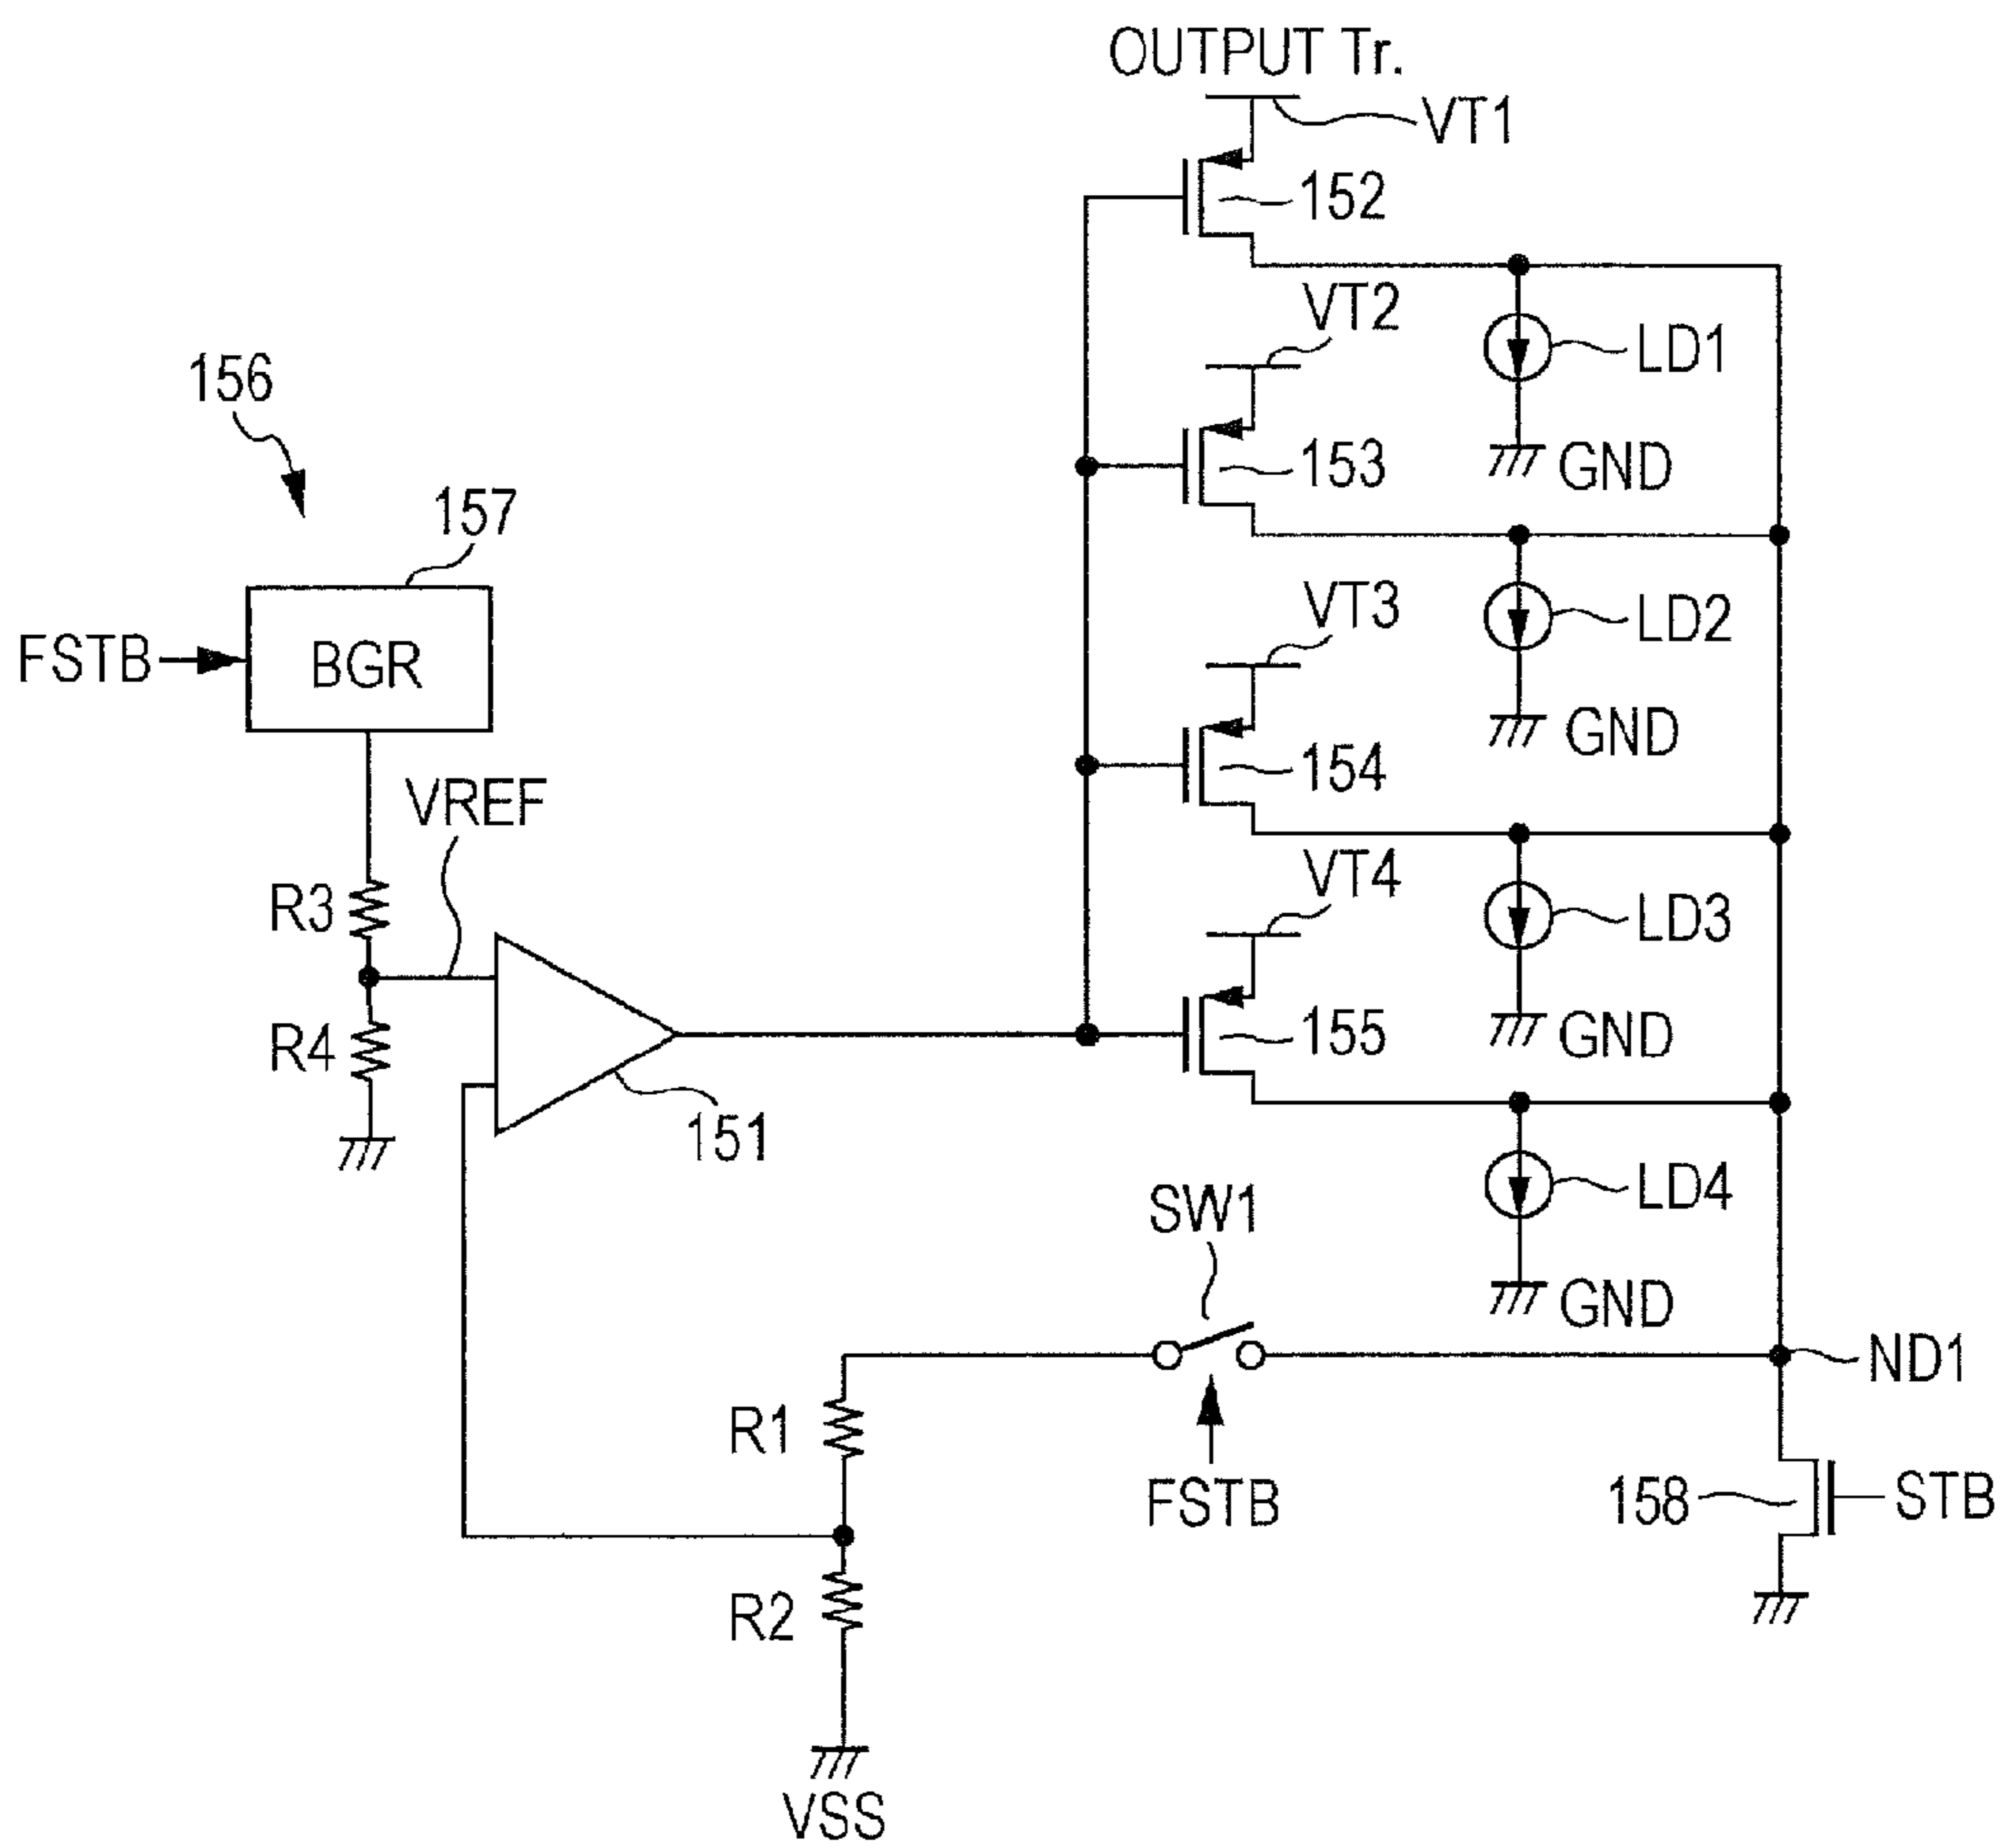 OUTPUT Tr.
VT1
152
VT2
LD1
156
153
GND
157
VT3
LD2
FSTB
BGR
GND
154
VREF
VT4
R3
LD3
R4
155
GND
151
LD4
SW1
GND
ND1
R1
FSTB
158
STB
R2
VSS